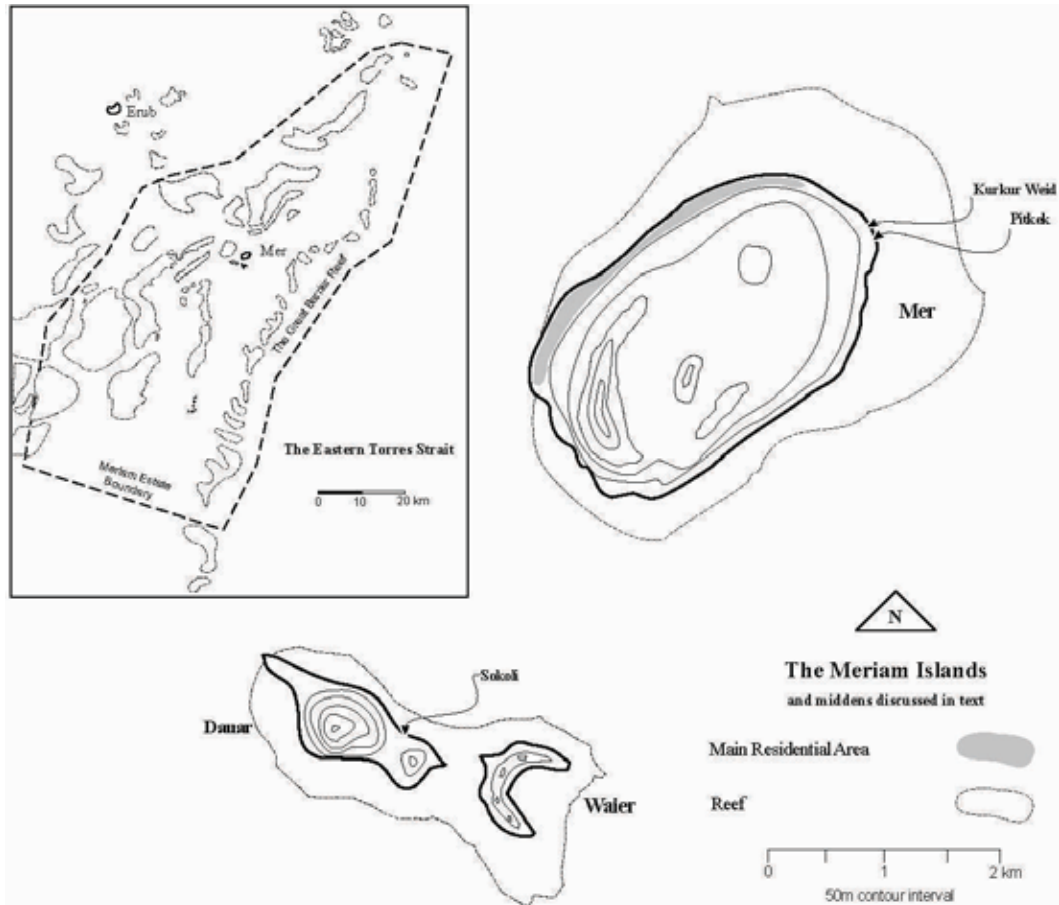 Erub
Mer
The Great Barrier Reef
The Eastern Torres Strait
Meriam Estate
Boundary
0 10 20 km
Kurkur Weid
Pitkek
Mer
N
The Meriam Islands
and middens discussed in text
Main Residential Area
Reef
0 1 2 km
50m contour interval
Sokoli
Dauar
Waier